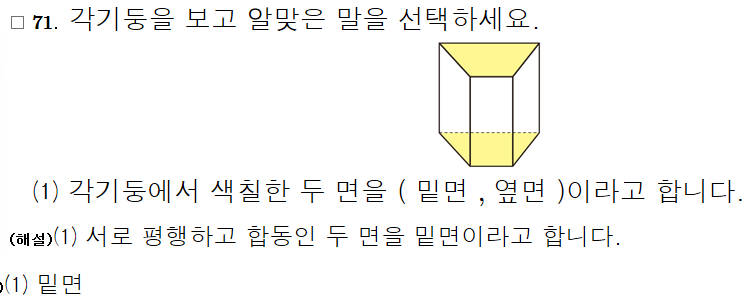 □ 71. 각기둥을 보고 알맞은 말을 선택하세요.
(1) 각기둥에서 색칠한 두 면을 ( 밑면 , 옆면 )이라고 합니다.
(해설)(1) 서로 평행하고 합동인 두 면을 밑면이라고 합니다.
)(1) 밑면